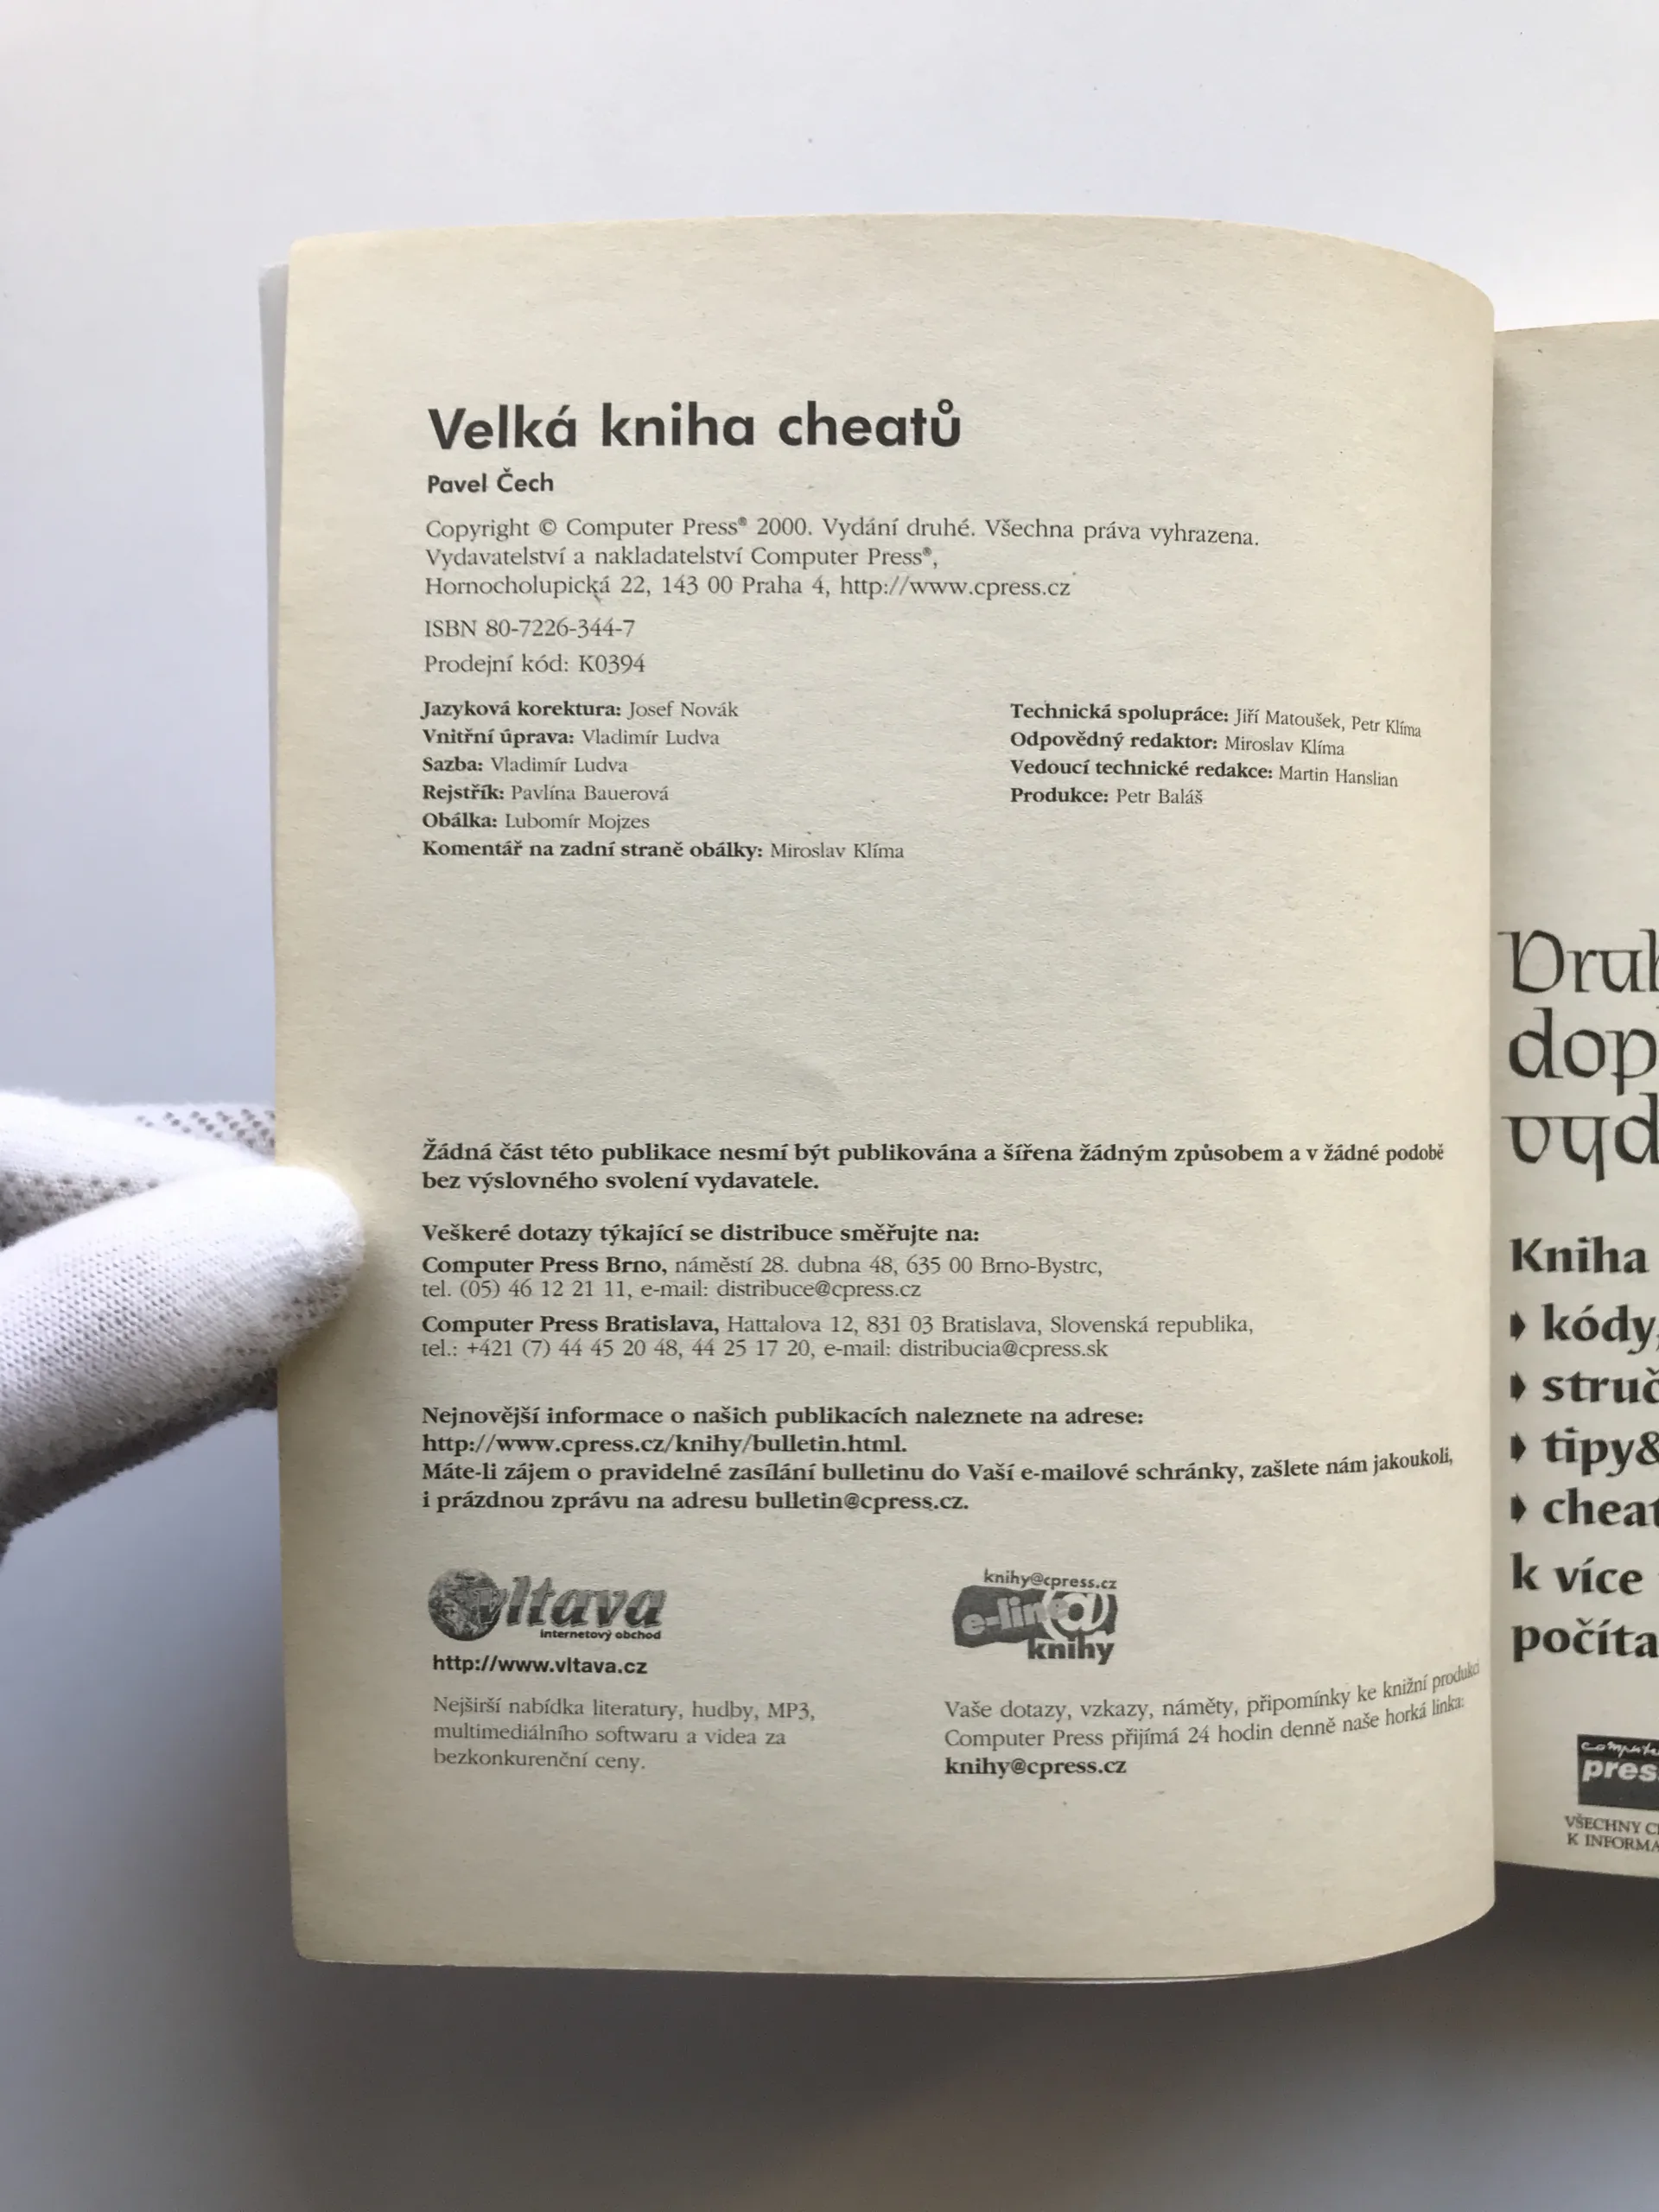 Velká kniha cheatů
Pavel Čech
Copyright © Computer Press® 2000. Vydání druhé. Všechna práva vyhrazena.
Vydavatelství a nakladatelství Computer Press®,
Hornocholupická 22, 143 00 Praha 4, http://www.cpress.cz
ISBN 80-7226-344-7
Prodejní kód: K0394
Jazyková korektura: Josef Novák
Vnitřní úprava: Vladimír Ludva
Sazba: Vladimír Ludva
Rejstřík: Pavlína Bauerová
Obálka: Lubomír Mojzes
Komentář na zadní straně obálky: Miroslav Klíma
Technická spolupráce: Jiří Matoušek, Petr Klíma
Odpovědný redaktor: Miroslav Klíma
Vedoucí technické redakce: Martin Hanslian
Produkce: Petr Baláš
Žádná část této publikace nesmí být publikována a šířena žádným způsobem a v žádné podobě
bez výslovného svolení vydavatele.
Veškeré dotazy týkající se distribuce směřujte na:
Computer Press Brno, náměstí 28. dubna 48, 635 00 Brno-Bystrc,
tel. (05) 46 12 21 11, e-mail: distribuce@cpress.cz
Computer Press Bratislava, Hattalova 12, 831 03 Bratislava, Slovenská republika,
tel.: +421 (7) 44 45 20 48, 44 25 17 20, e-mail: distribucia@cpress.sk
Nejnovější informace o našich publikacích naleznete na adrese:
http://www.cpress.cz/knihy/bulletin.html.
Máte-li zájem o pravidelné zasílání bulletinu do Vaší e-mailové schránky, zašlete nám jakoukoli,
i prázdnou zprávu na adresu bulletin@cpress.cz.
vltava
internetový obchod
http://www.vltava.cz
Nejširší nabídka literatury, hudby, MP3,
multimediálního softwaru a videa za
bezkonkurenční ceny.
knihy@cpress.cz
e-line@
knihy
Vaše dotazy, vzkazy, náměty, připomínky ke knižní produkci
Computer Press přijímá 24 hodin denně naše horká linka:
knihy@cpress.cz
Kniha
kódy,
k více